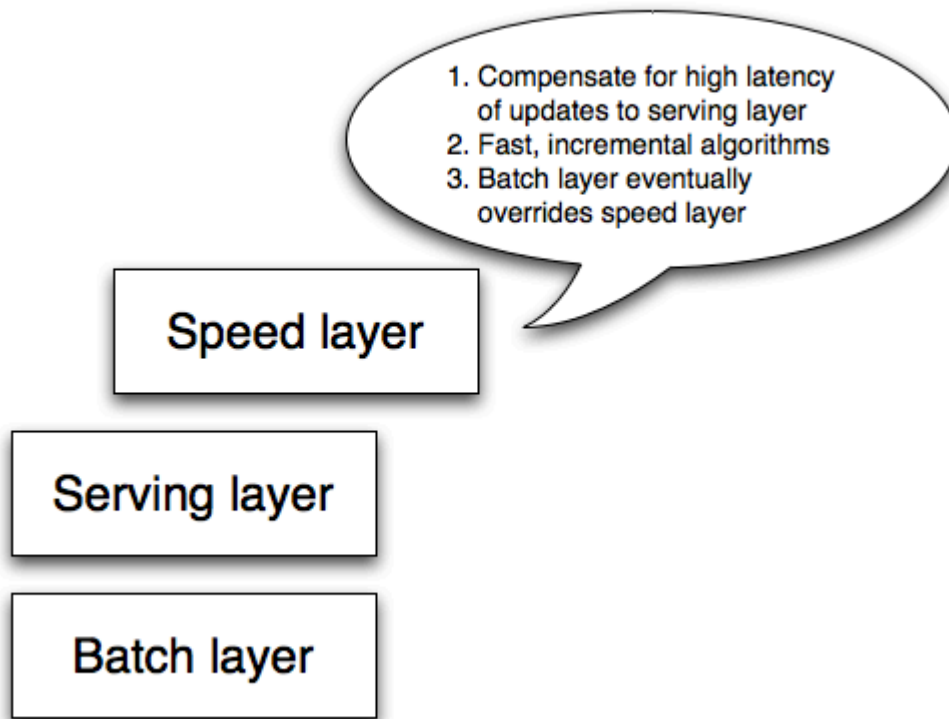 1. Compensate for high latency
of updates to serving layer
2. Fast, incremental algorithms
3. Batch layer eventually
overrides speed layer
Speed layer
Serving layer
Batch layer